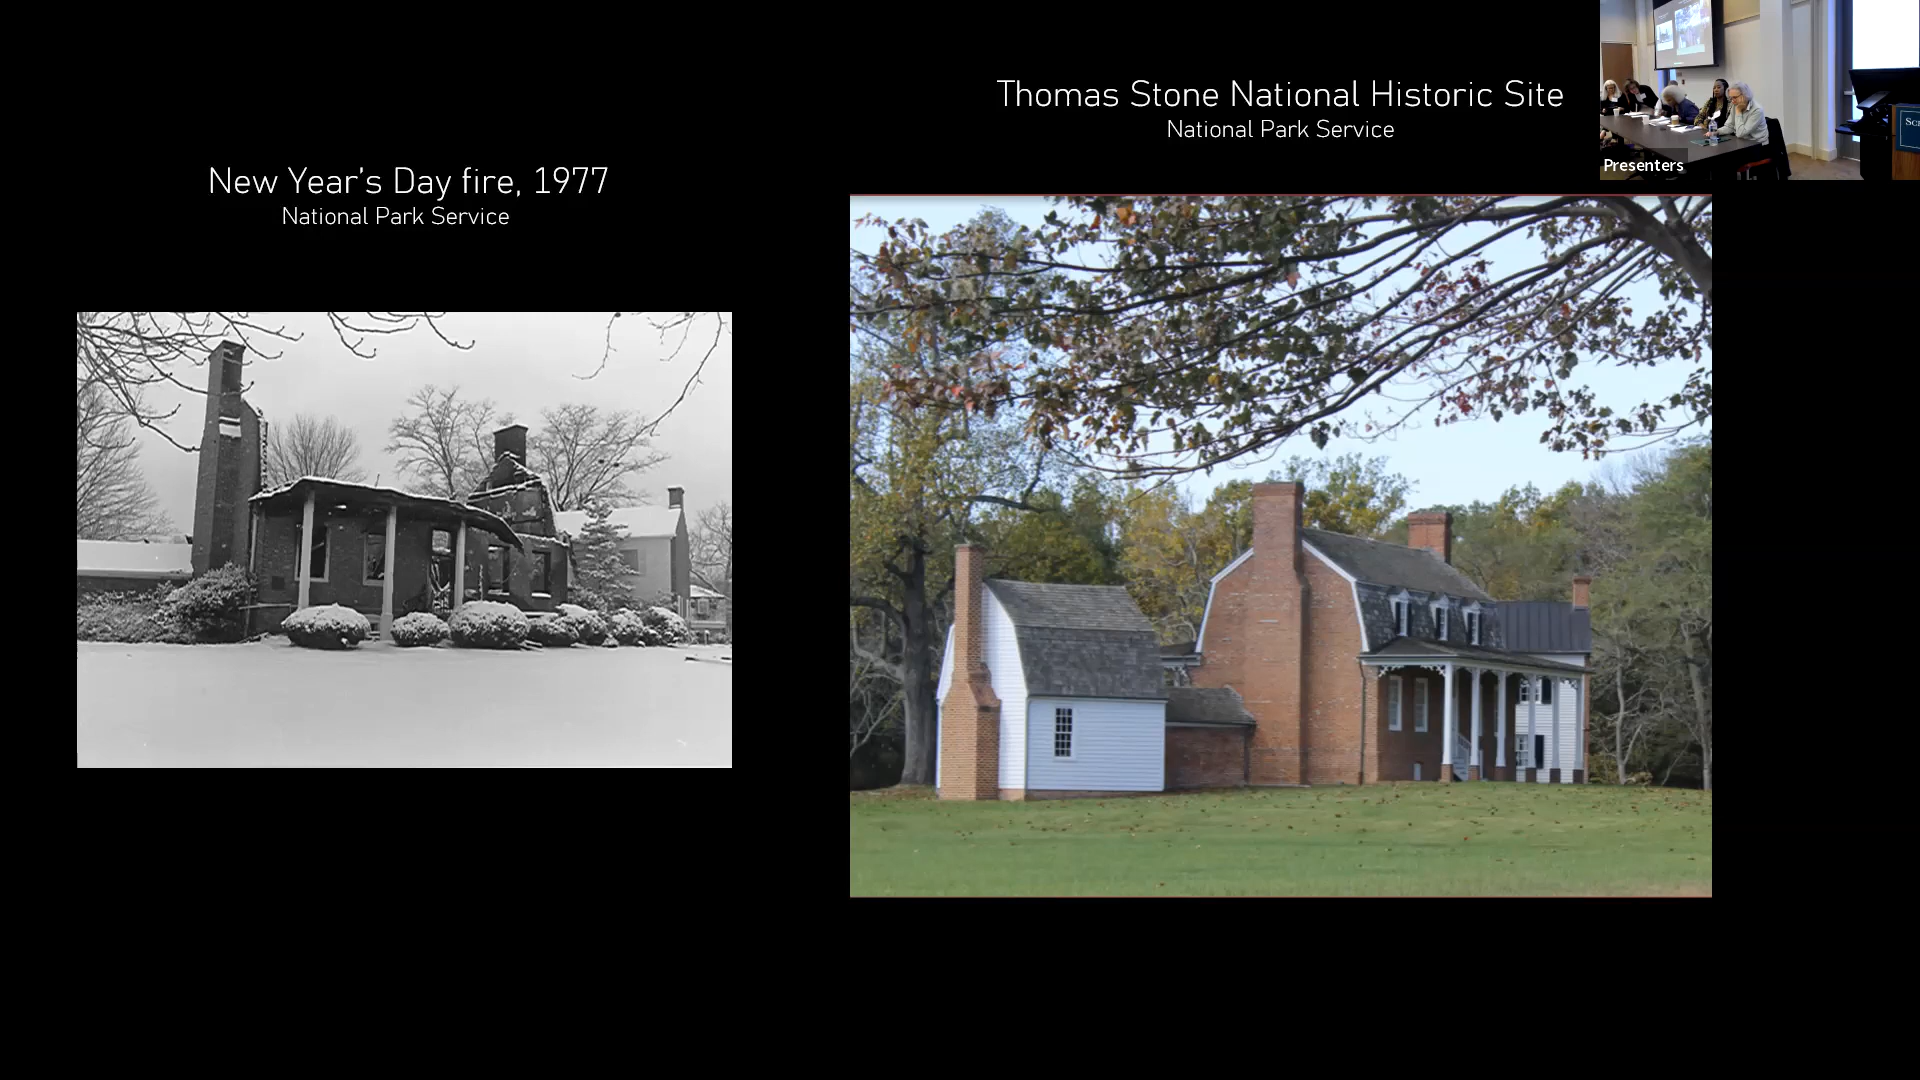 New Year's Day fire, 1977
National Park Service
Thomas Stone National Historic Site
National Park Service
Presenters